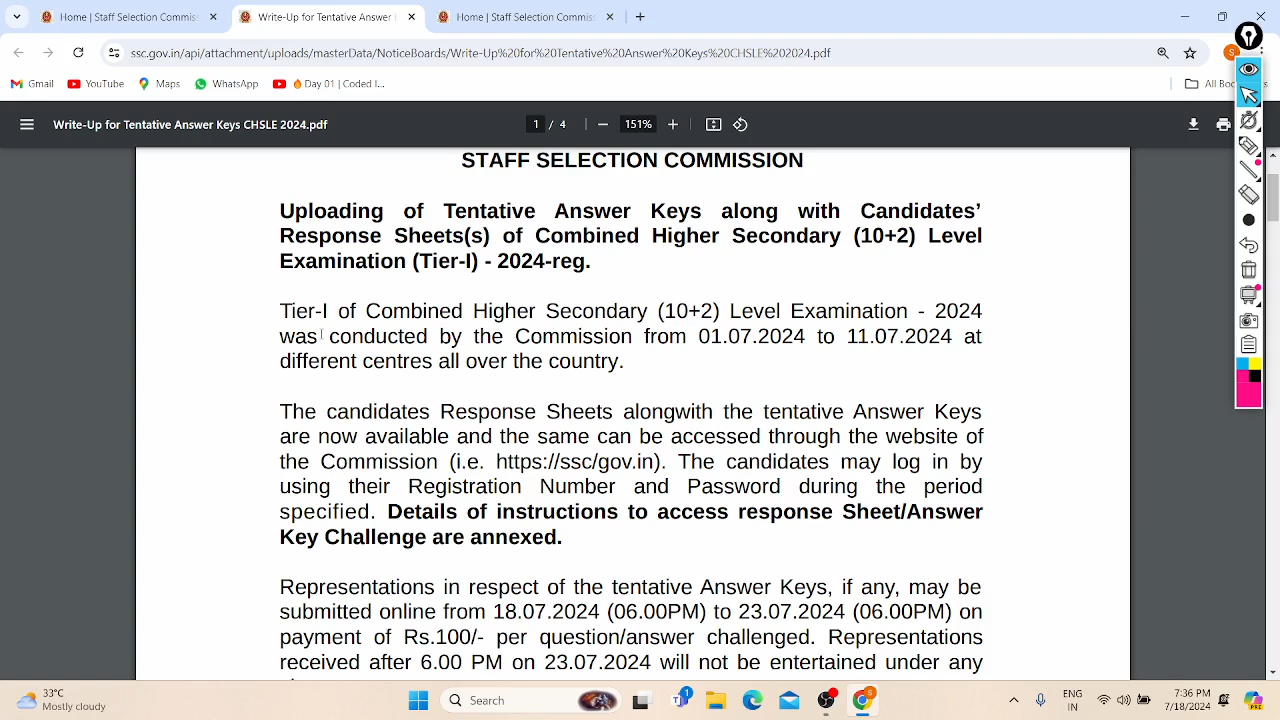 Home | Staff Selection Commiss
Write-Up for Tentative Answer
Home | Staff Selection Commiss
ssc.gov.in/api/attachment/uploads/masterData/NoticeBoards/Write-Up%20for%20Tentative%20Answer%20Keys%20CHSLE%202024.pdf
S
Gmail
YouTube
Maps
WhatsApp
Day 01 | Coded I...
All Boo
Write-Up for Tentative Answer Keys CHSLE 2024.pdf
1 / 4
151%
STAFF SELECTION COMMISSION
Uploading of Tentative Answer Keys along with Candidates’
Response Sheets(s) of Combined Higher Secondary (10+2) Level
Examination (Tier-I) - 2024-reg.
Tier-I of Combined Higher Secondary (10+2) Level Examination - 2024
was conducted by the Commission from 01.07.2024 to 11.07.2024 at
different centres all over the country.
The candidates Response Sheets alongwith the tentative Answer Keys
are now available and the same can be accessed through the website of
the Commission (i.e. https://ssc/gov.in). The candidates may log in by
using their Registration Number and Password during the period
specified. Details of instructions to access response Sheet/Answer
Key Challenge are annexed.
Representations in respect of the tentative Answer Keys, if any, may be
submitted online from 18.07.2024 (06.00PM) to 23.07.2024 (06.00PM) on
payment of Rs.100/- per question/answer challenged. Representations
received after 6.00 PM on 23.07.2024 will not be entertained under any
33°C
Mostly cloudy
Search
1
S
ENG
IN
7:36 PM
7/18/2024
PRE